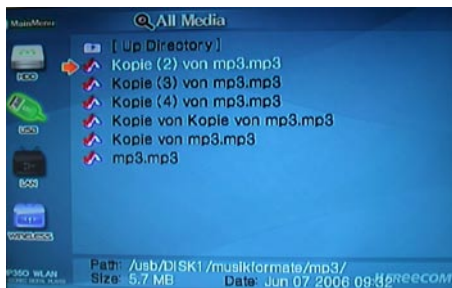 MainMenu
All Media
[Up Directory]
Kopie (2) von mp3.mp3
Kopie (3) von mp3.mp3
Kopie (4) von mp3.mp3
Kopie von Kopie von mp3.mp3
Kopie von mp3.mp3
mp3.mp3
HDD
USB
LAN
WIRELESS
Path: /usb/DISK1/musikformate/mp3/
Size: 5.7 MB Date: Jun 07 2006 09:32
P350 WLAN
FREECOM